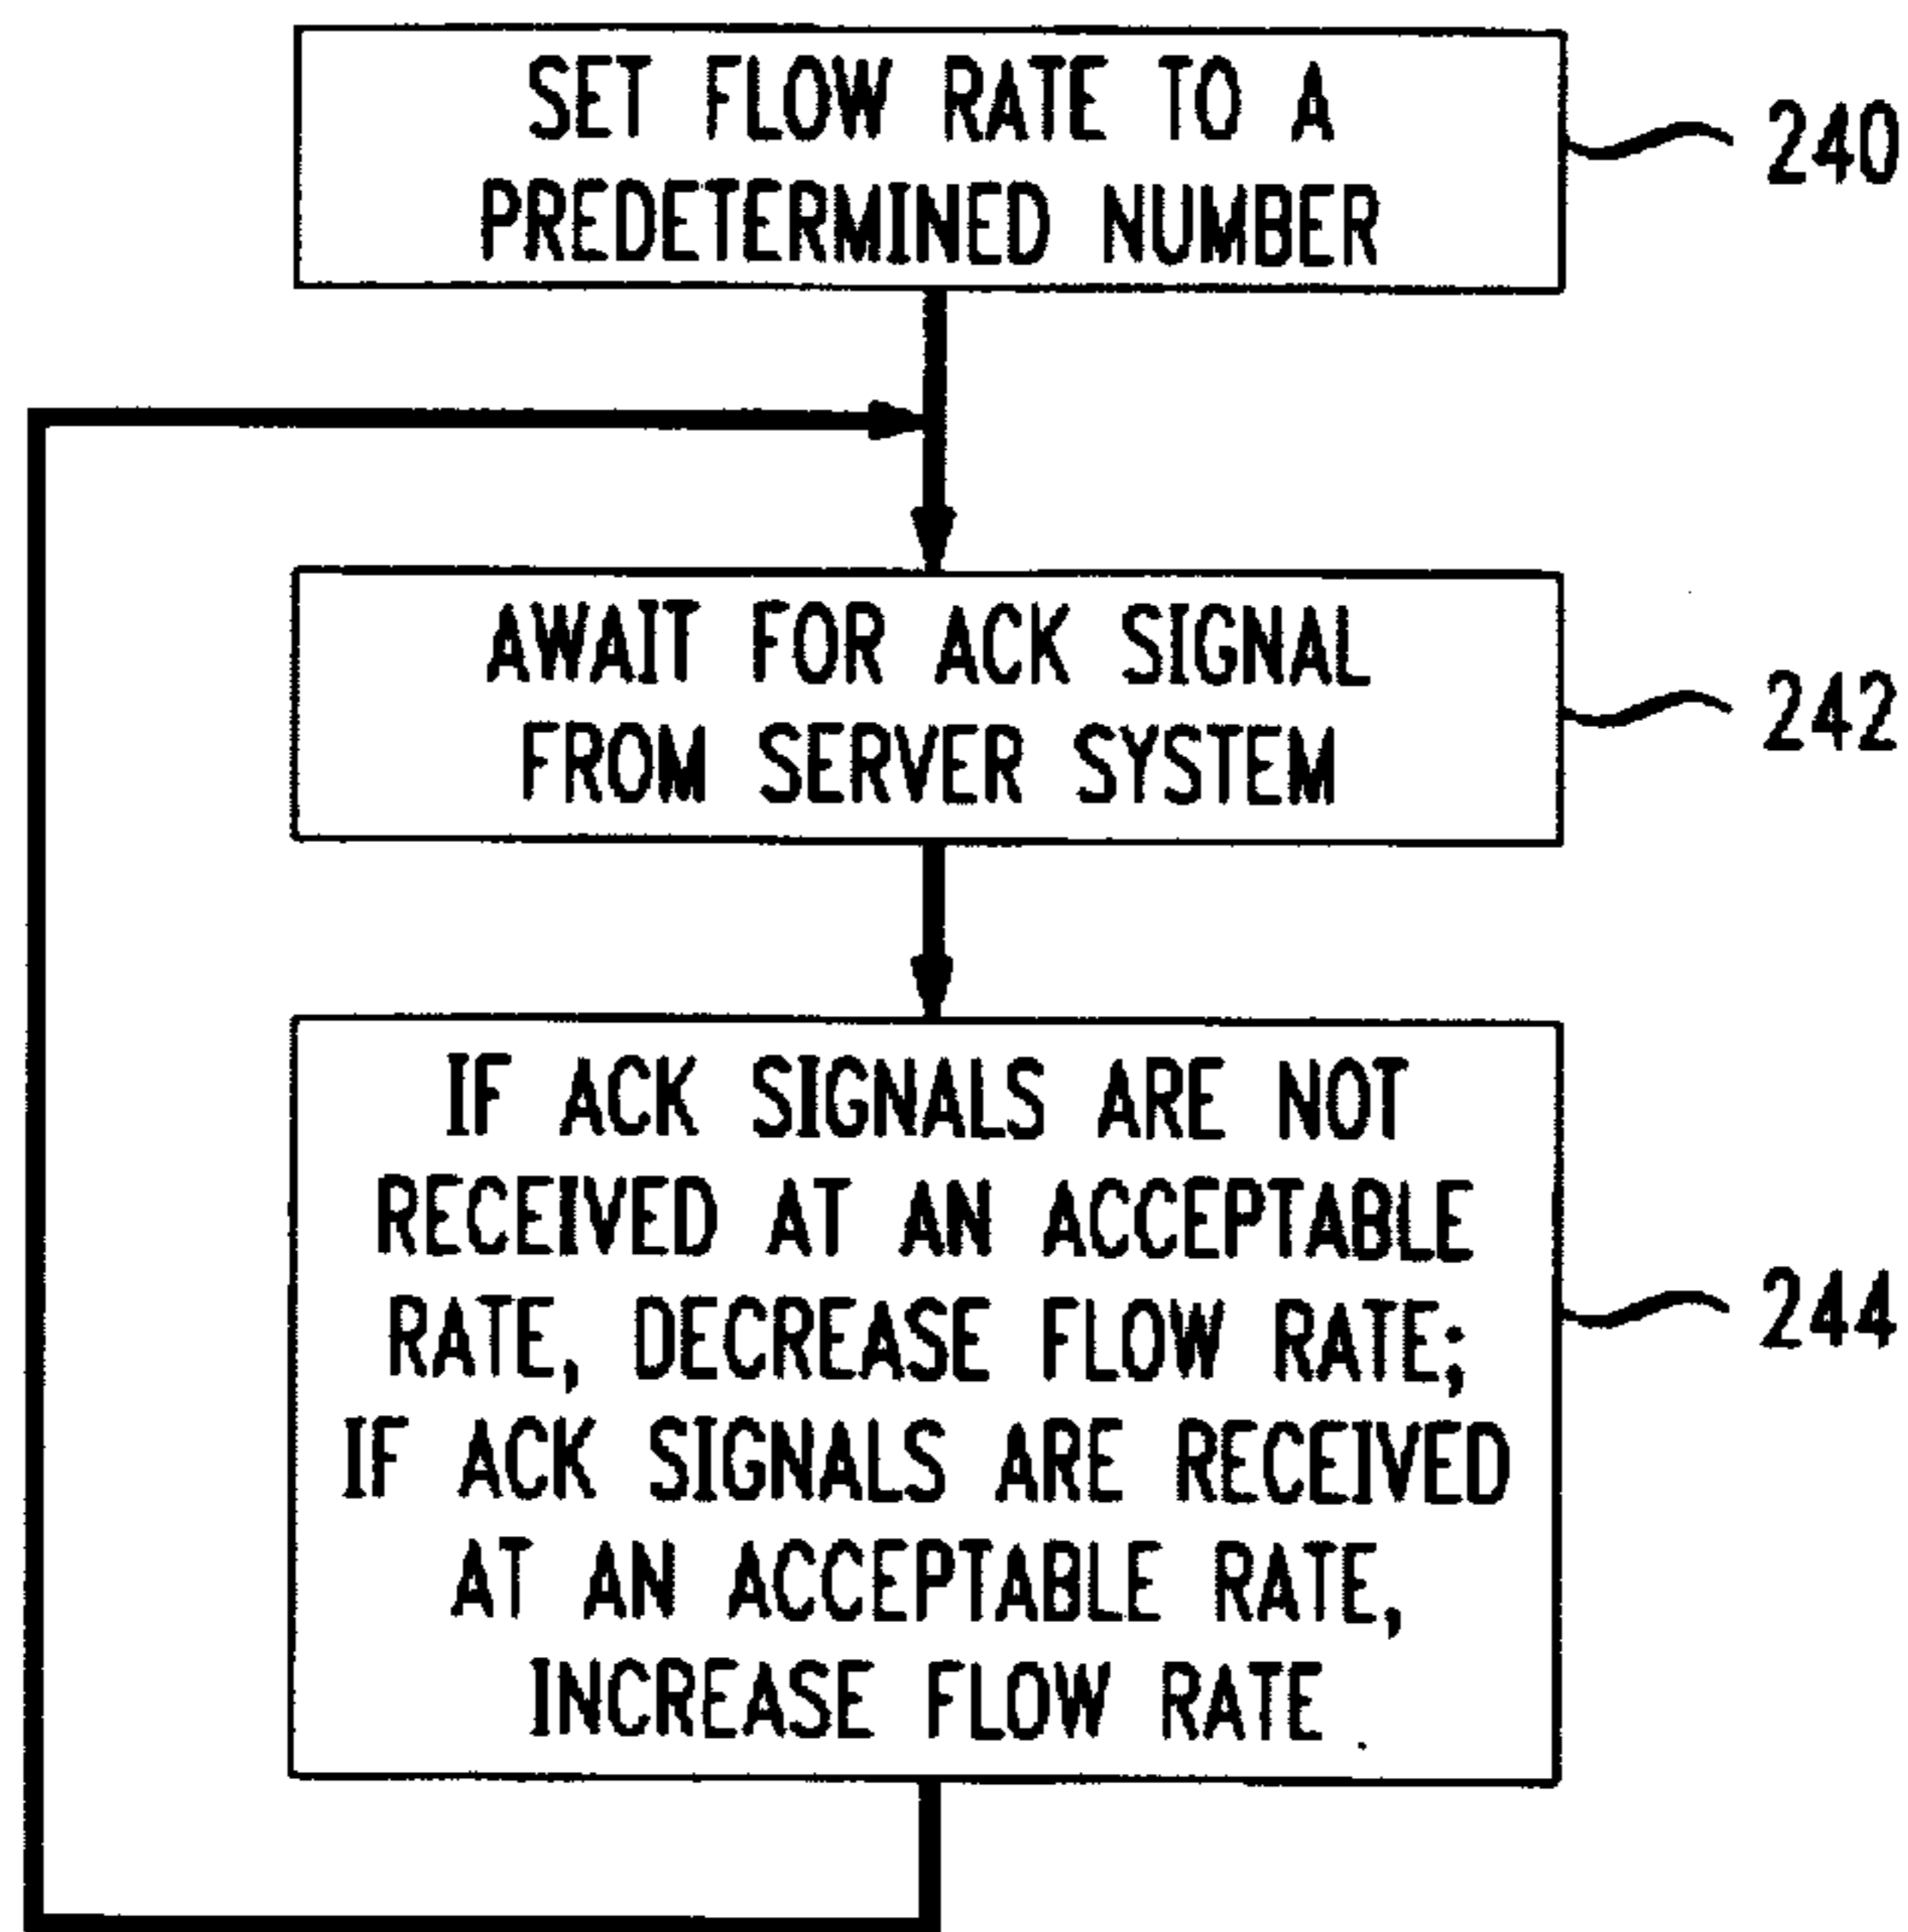 SET FLOW RATE TO A
PREDETERMINED NUMBER
240
AWAIT FOR ACK SIGNAL
FROM SERVER SYSTEM
242
IF ACK SIGNALS ARE NOT
RECEIVED AT AN ACCEPTABLE
RATE, DECREASE FLOW RATE;
IF ACK SIGNALS ARE RECEIVED
AT AN ACCEPTABLE RATE,
INCREASE FLOW RATE.
244